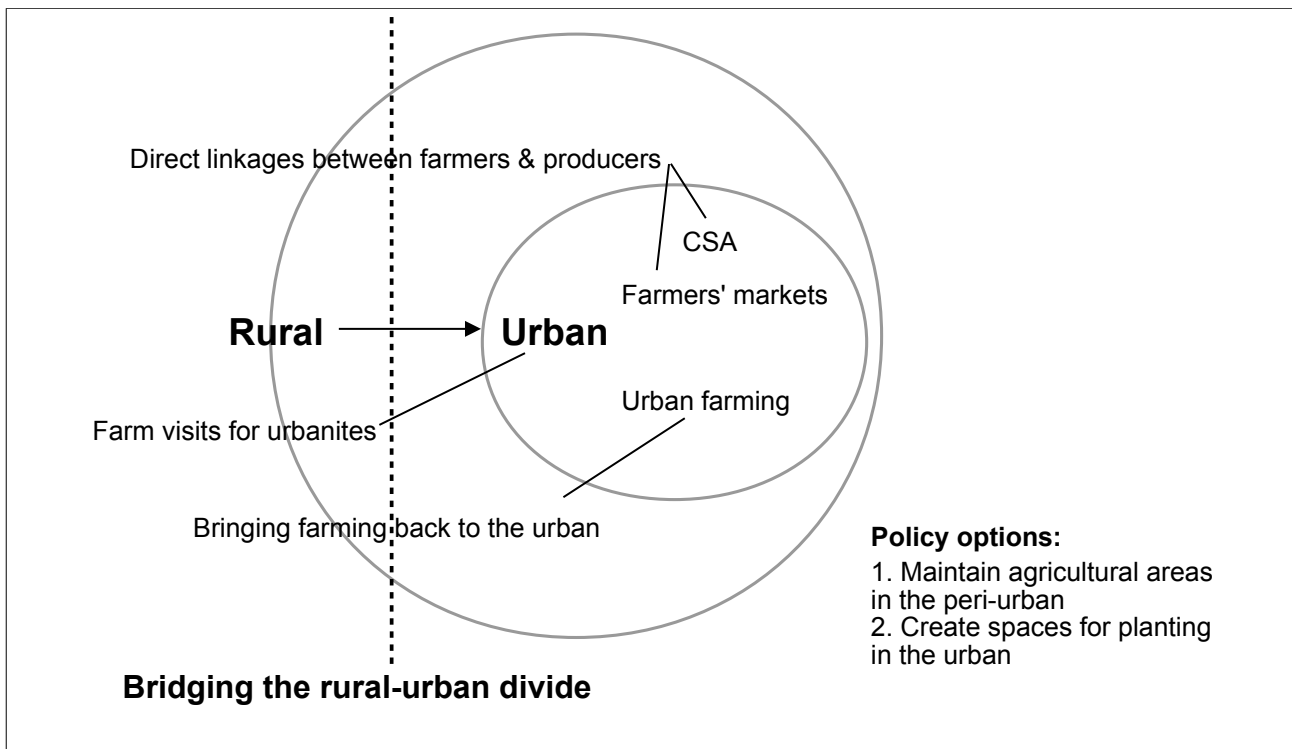 Direct linkages between farmers & producers
CSA
Farmers' markets
Rural
Urban
Urban farming
Farm visits for urbanites
Bringing farming back to the urban
Policy options:
1. Maintain agricultural areas
in the peri-urban
2. Create spaces for planting
in the urban
Bridging the rural-urban divide